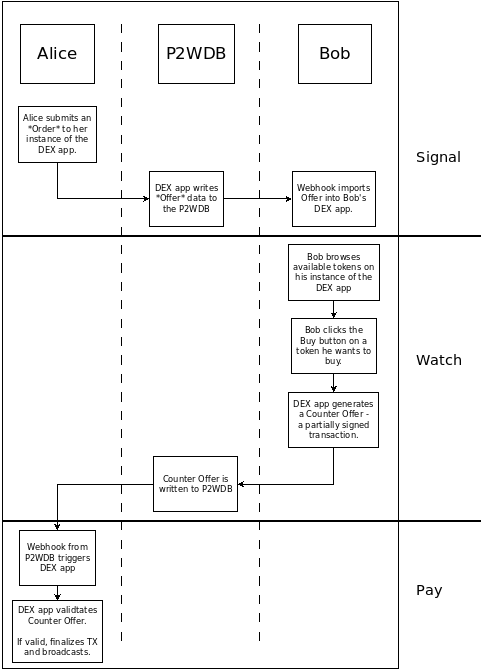 Alice
P2WDB
Bob
Alice submits an
*Order* to her
instance of the
DEX app.
Signal
DEX app writes
*Offer* data to
the P2WDB
Webhook imports
Offer into Bob's
DEX app.
Bob browses
available tokens on
his instance of the
DEX app
Bob clicks the
Buy button on a
token he wants to
buy.
Watch
DEX app generates
a Counter Offer -
a partially signed
transaction.
Counter Offer is
written to P2WDB
Webhook from
P2WDB triggers
DEX app
Pay
DEX app validtates
Counter Offer.
If valid, finalizes TX
and broadcasts.